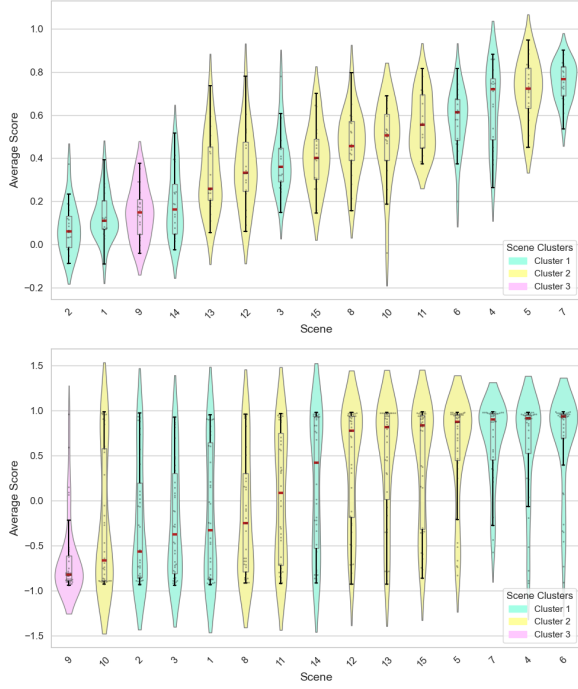 1.0
0.8
0.6
0.4
0.2
0.0
−0.2
Average Score
2 1 9 14 13 12 3 15 8 10 11 6 4 5 7
Scene
Scene Clusters
Cluster 1
Cluster 2
Cluster 3
1.5
1.0
0.5
0.0
−0.5
−1.0
−1.5
Average Score
9 10 2 3 1 8 11 14 12 13 15 5 7 4 6
Scene
Scene Clusters
Cluster 1
Cluster 2
Cluster 3